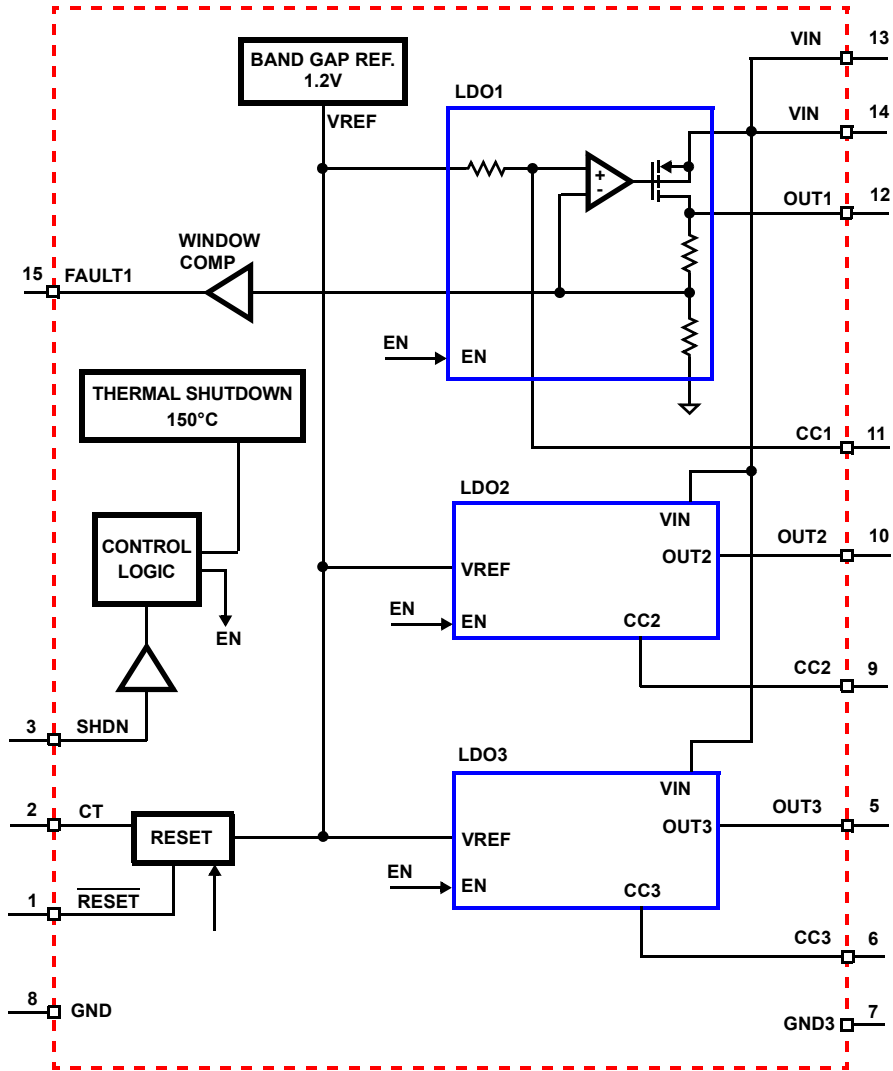 VIN 13
BAND GAP REF.
1.2V
LDO1
VIN 14
VREF
+
-
OUT1 12
WINDOW
COMP
15 FAULT1
EN
EN
THERMAL SHUTDOWN
150°C
CC1 11
LDO2
VIN
CONTROL
LOGIC
OUT2
OUT2 10
VREF
EN
EN
EN
CC2
CC2 9
3 SHDN
LDO3
VIN
2 CT
RESET
OUT3
OUT3 5
VREF
EN
EN
CC3
1 RESET
CC3 6
8 GND
GND3 7